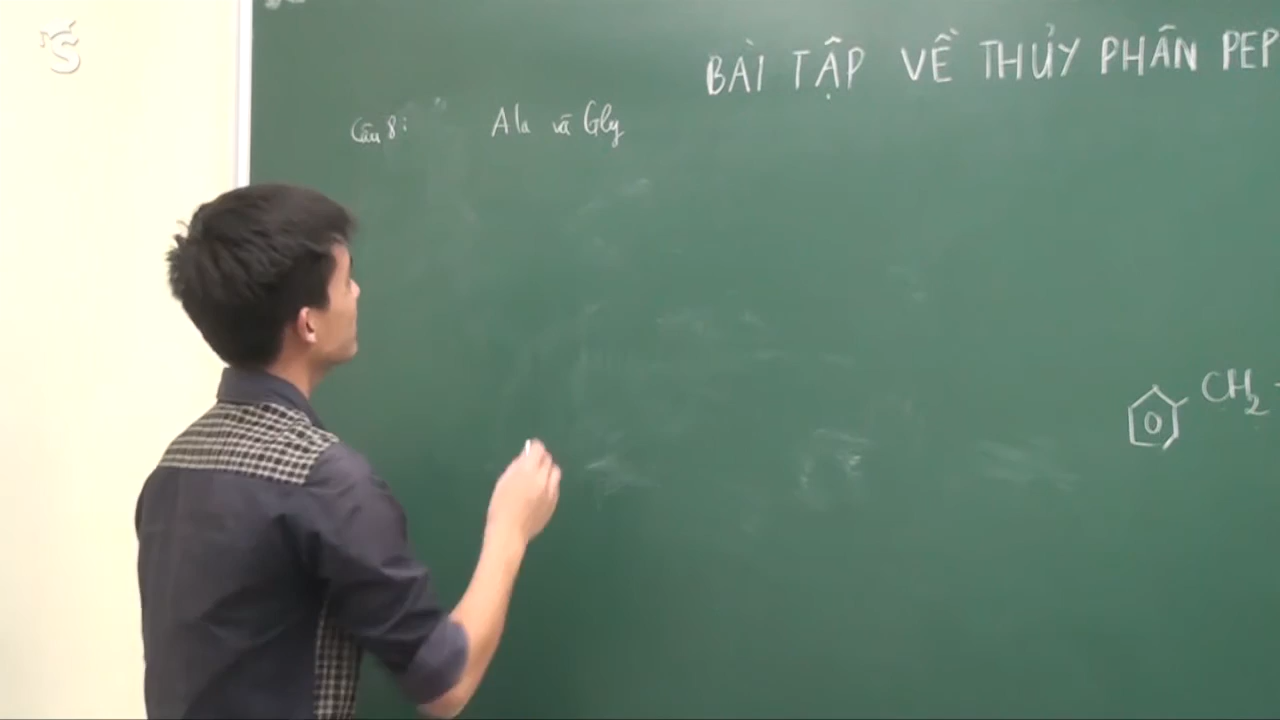 BÀI TẬP VỀ THỦY PHÂN PEP
Câu 8: Ala và Gly
CH2
S